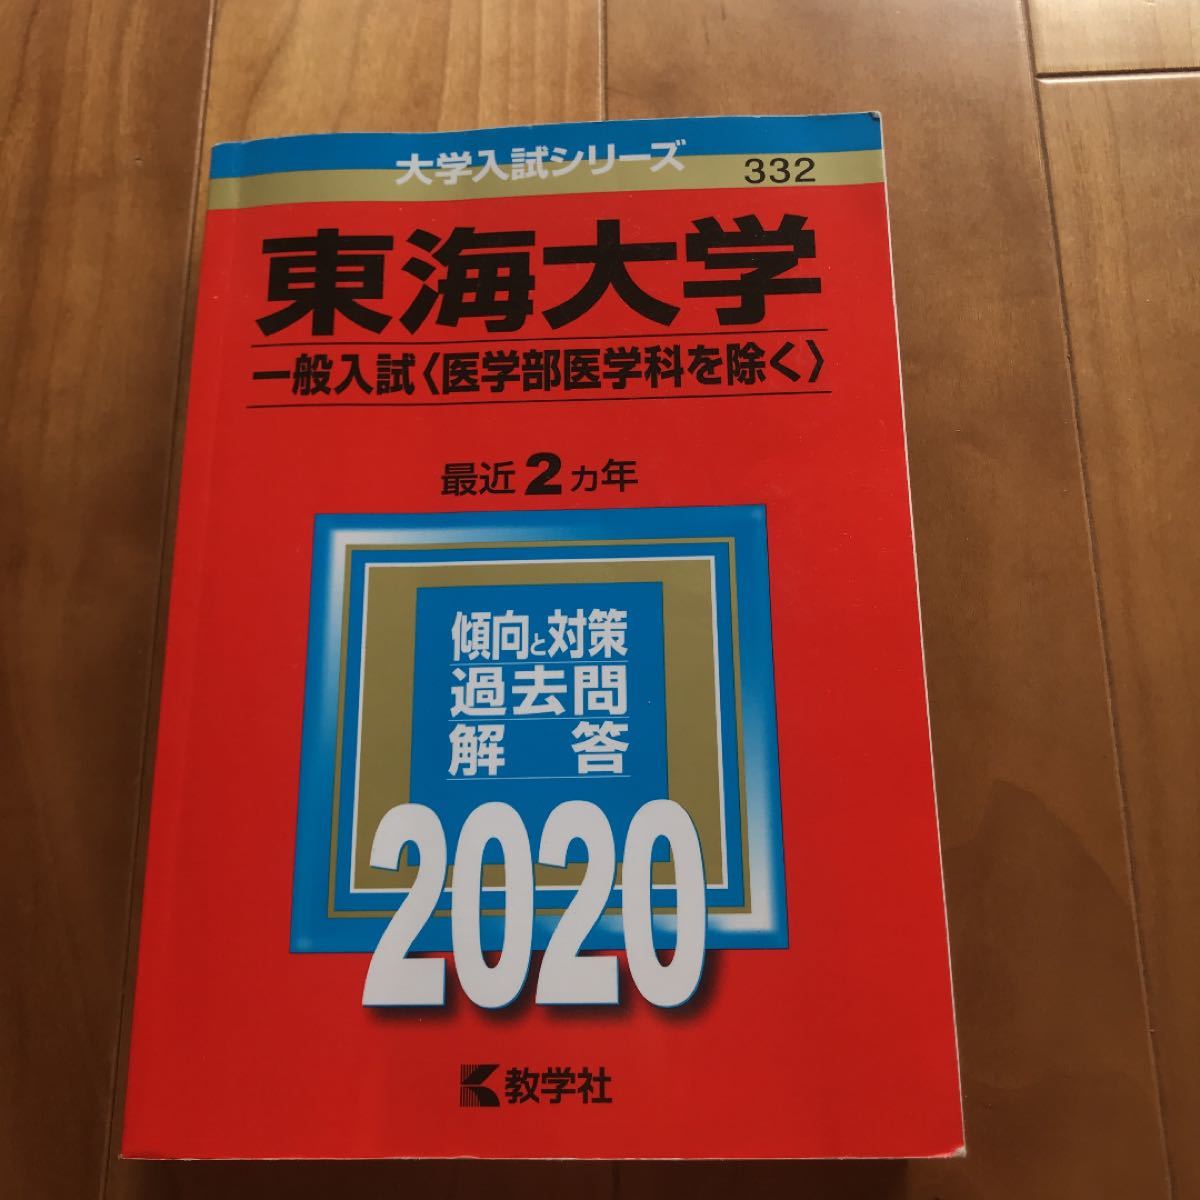 大学入試シリーズ
332
東海大学
一般入試〈医学部医学科を除く〉
最近2カ年
傾向と対策
過去問
解答
2020
教学社